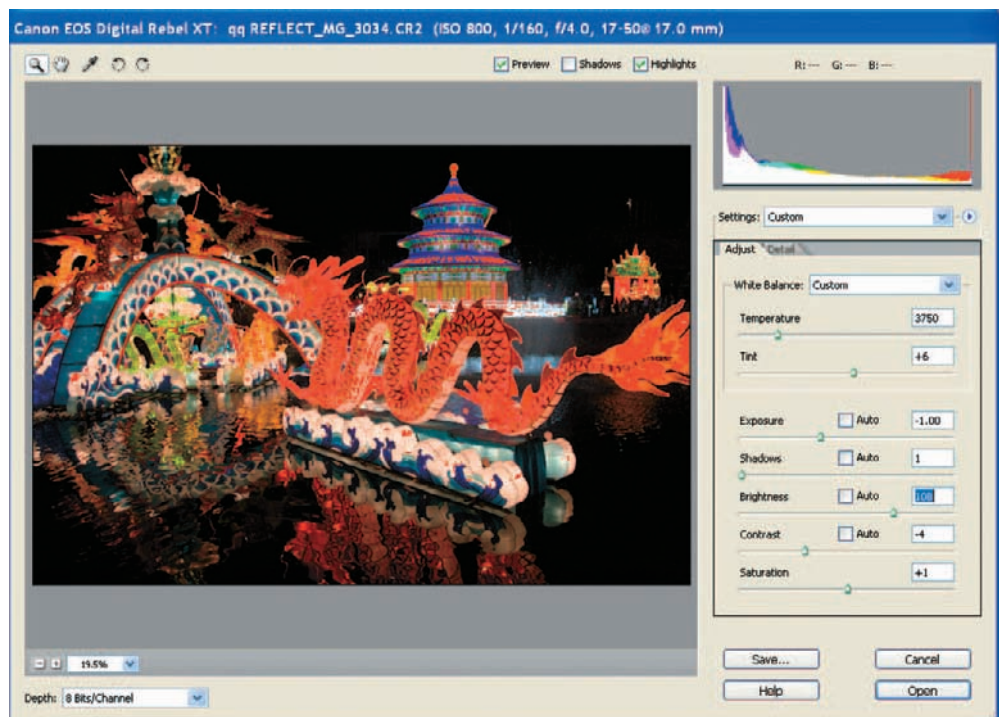 Canon EOS Digital Rebel XT: qq REFLECT_MG_3034.CR2 (ISO 800, 1/160, f/4.0, 17-50@ 17.0 mm)
Preview Shadows Highlights
R: --- G: --- B: ---
Settings: Custom
Adjust Detail
White Balance: Custom
Temperature 3750
Tint +6
Exposure Auto -1.00
Shadows Auto 1
Brightness Auto 108
Contrast Auto -4
Saturation +1
19.5%
Save... Cancel
Depth: 8 Bits/Channel
Help Open